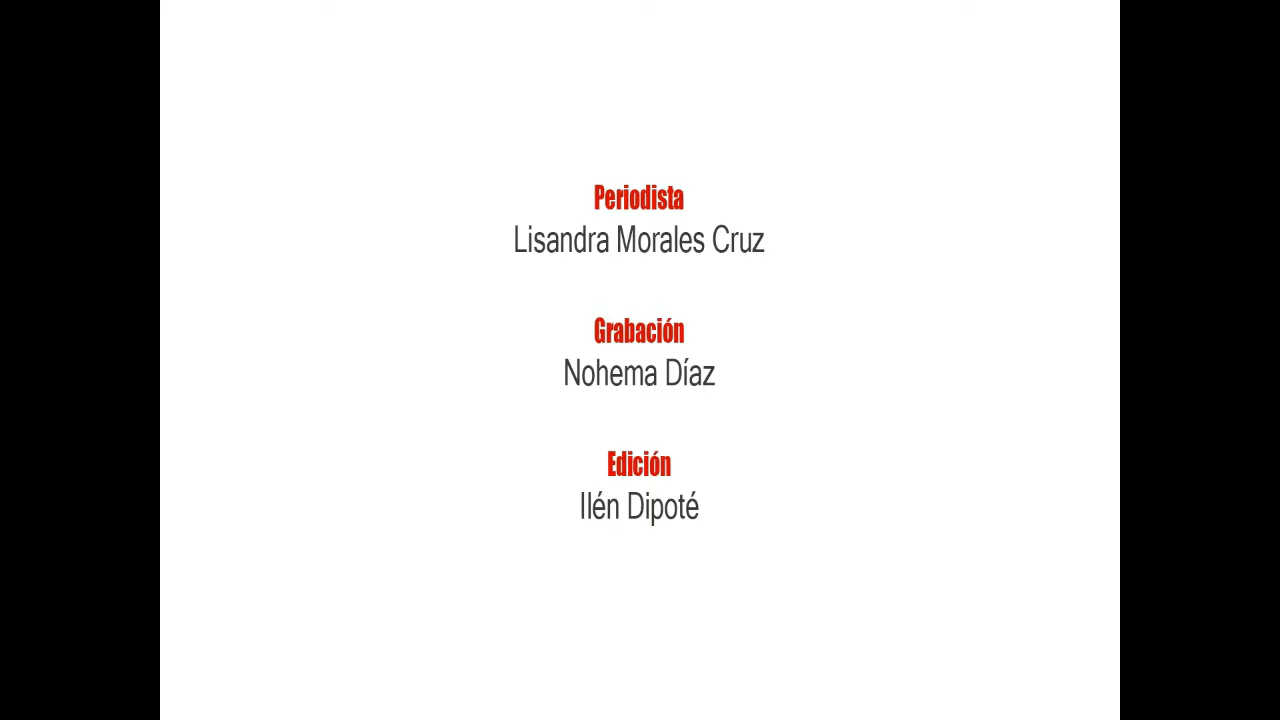 Periodista
Lisandra Morales Cruz
Grabación
Nohema Díaz
Edición
Ilén Dipoté